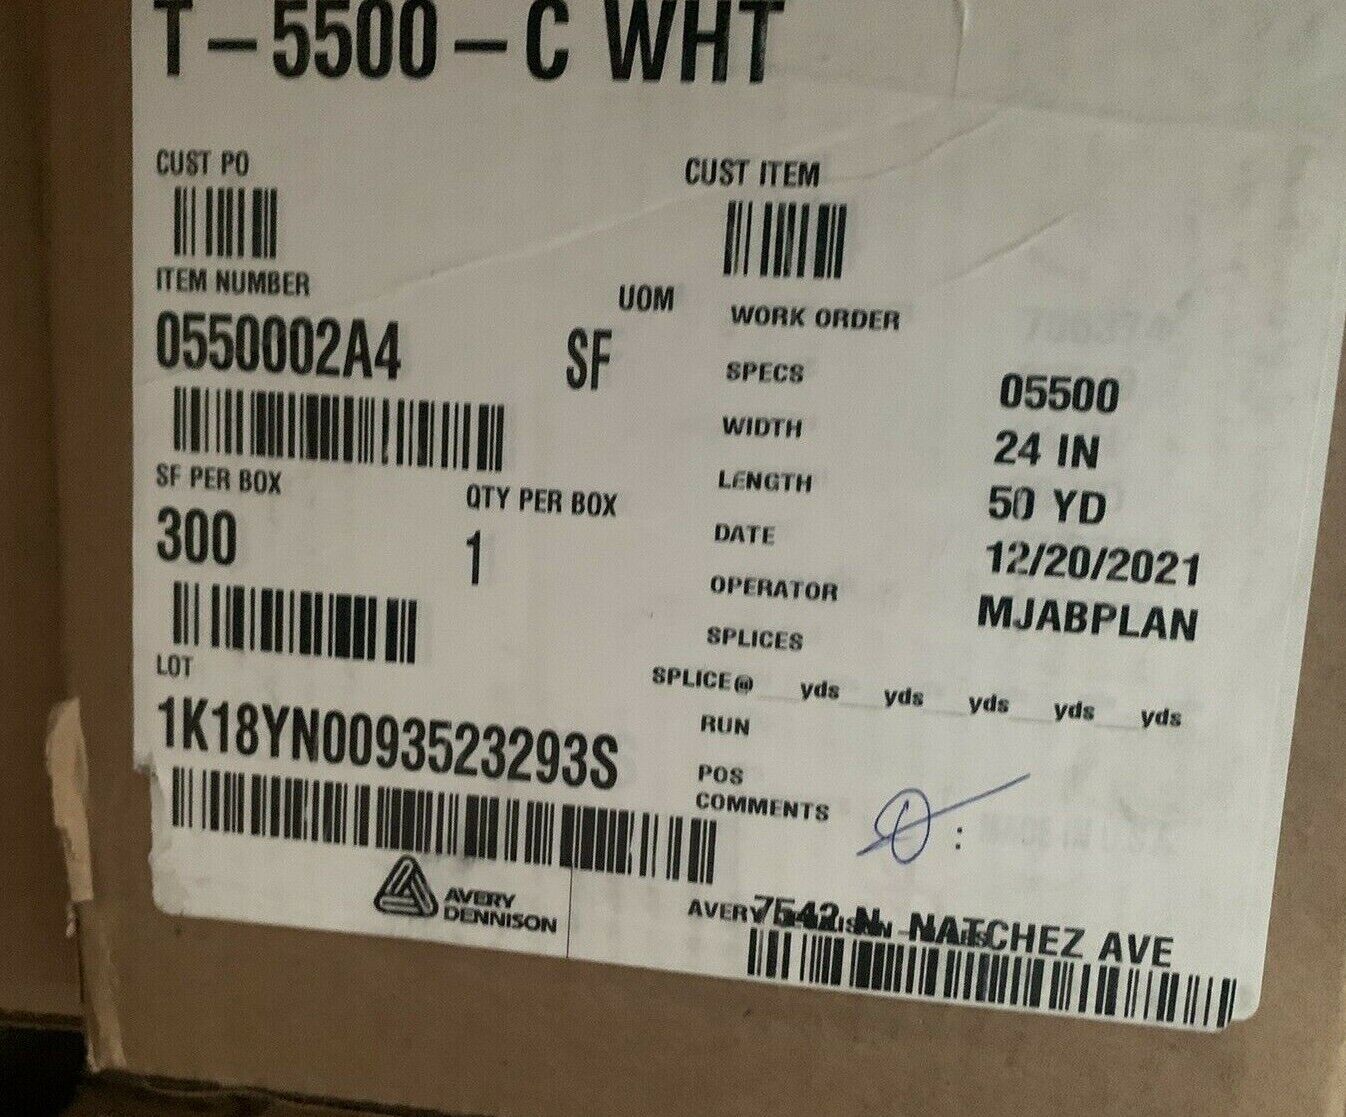 T-5500-C WHT
CUST PO
CUST ITEM
ITEM NUMBER
UOM
0550002A4
SF
SF PER BOX
QTY PER BOX
300
1
LOT
1K18YN0093523293S
WORK ORDER
SPECS 05500
WIDTH 24 IN
LENGTH 50 YD
DATE 12/20/2021
OPERATOR MJABPLAN
SPLICES
SPLICE@ yds yds yds yds yds
RUN
POS
COMMENTS :
AVERY DENNISON
AVERY
7542 N. NATCHEZ AVE